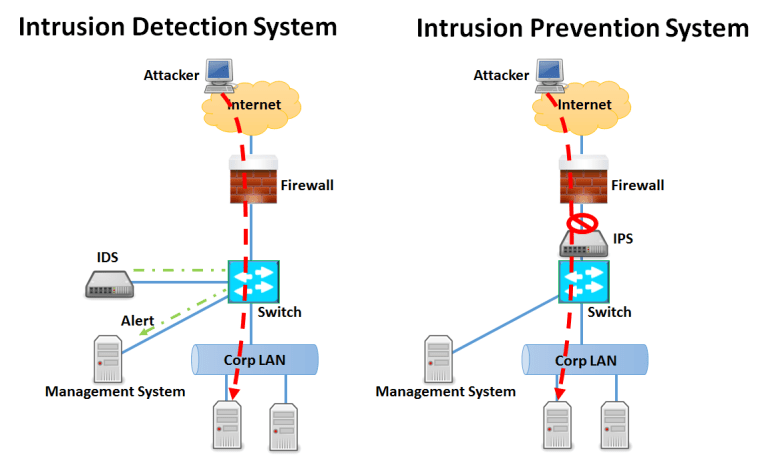 Intrusion Detection System
Attacker
Internet
Firewall
IDS
Alert
Switch
Corp LAN
Management System
Intrusion Prevention System
Attacker
Internet
Firewall
IPS
Switch
Corp LAN
Management System